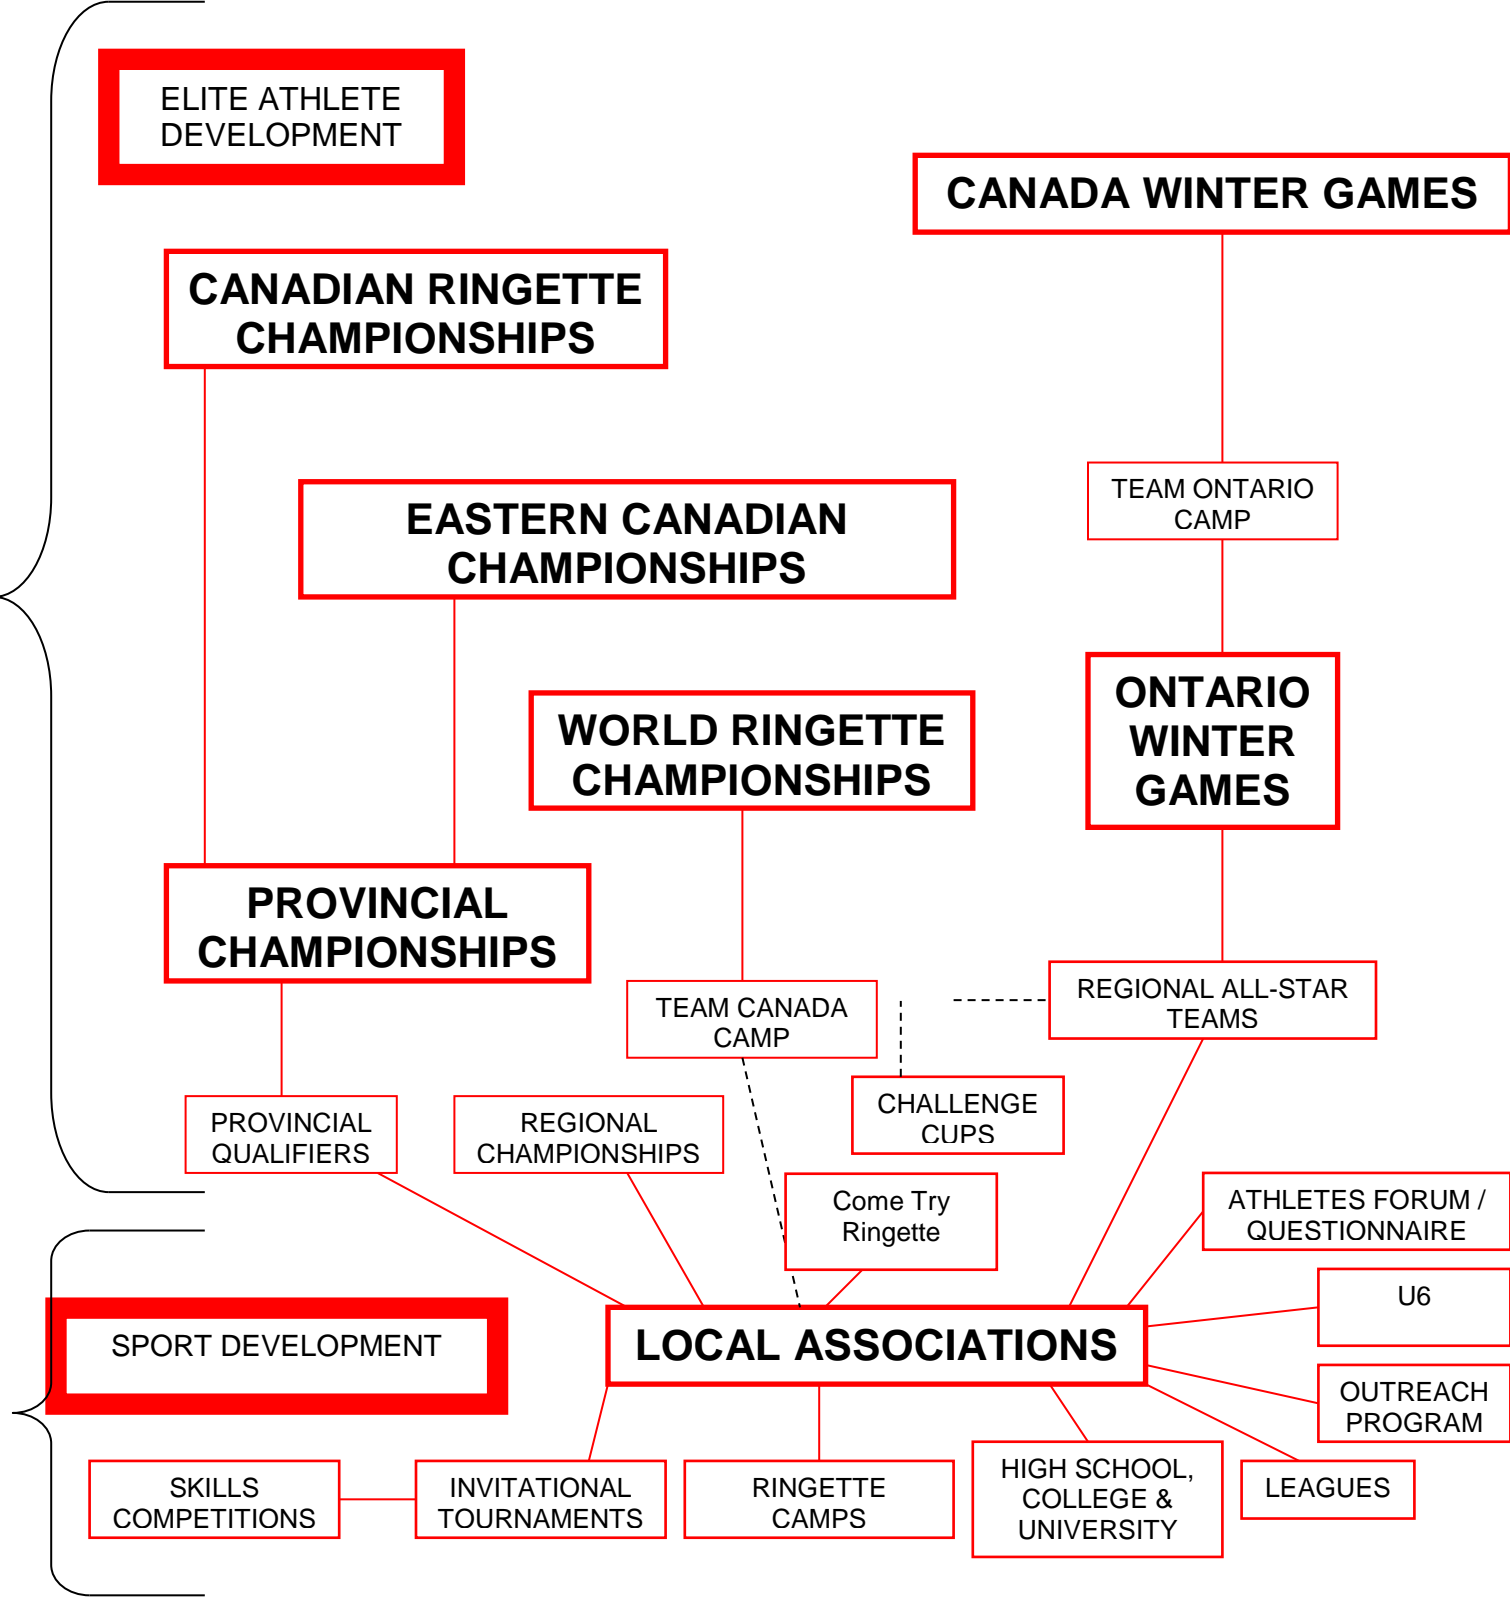 ELITE ATHLETE
DEVELOPMENT
CANADA WINTER GAMES
CANADIAN RINGETTE
CHAMPIONSHIPS
TEAM ONTARIO
CAMP
EASTERN CANADIAN
CHAMPIONSHIPS
ONTARIO
WINTER
GAMES
WORLD RINGETTE
CHAMPIONSHIPS
PROVINCIAL
CHAMPIONSHIPS
TEAM CANADA
CAMP
REGIONAL ALL-STAR
TEAMS
CHALLENGE
CUPS
PROVINCIAL
QUALIFIERS
REGIONAL
CHAMPIONSHIPS
Come Try
Ringette
ATHLETES FORUM /
QUESTIONNAIRE
U6
SPORT DEVELOPMENT
LOCAL ASSOCIATIONS
OUTREACH
PROGRAM
SKILLS
COMPETITIONS
INVITATIONAL
TOURNAMENTS
RINGETTE
CAMPS
HIGH SCHOOL,
COLLEGE &
UNIVERSITY
LEAGUES